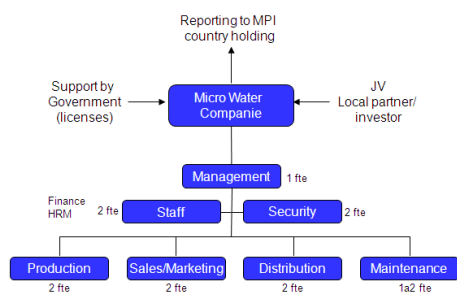 Reporting to MPI
country holding
Support by
Government
(licenses)
Micro Water
Companie
JV
Local partner/
investor
Management
1 fte
Finance
HRM
2 fte
Staff
Security
2 fte
Production
Sales/Marketing
Distribution
Maintenance
2 fte
2 fte
2 fte
1a2 fte